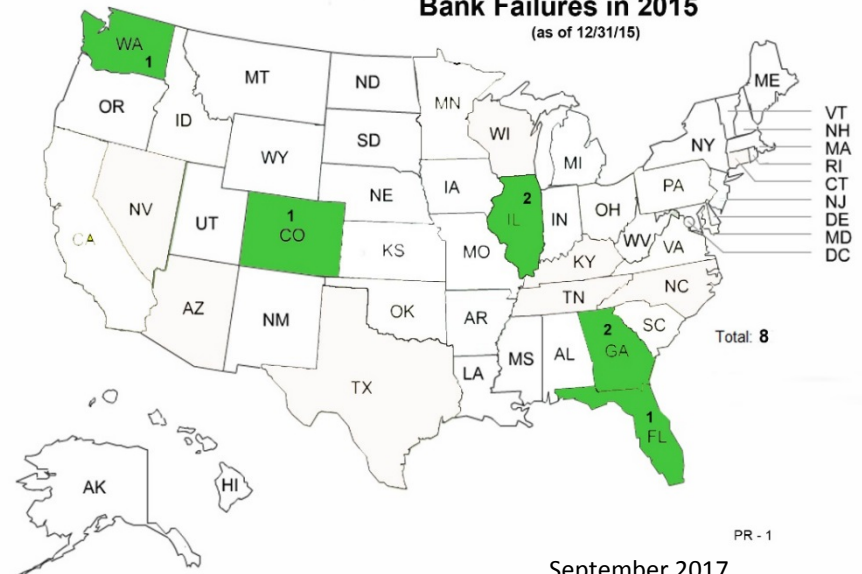 Bank Failures in 2015
(as of 12/31/15)
WA
1
MT
ND
MN
ME
OR
ID
SD
WI
MI
NY
VT
NH
MA
RI
CT
NJ
DE
MD
DC
WY
NV
UT
1
CO
NE
IA
2
IL
IN
OH
PA
WV
VA
CA
KS
MO
KY
NC
AZ
NM
OK
AR
TN
SC
2
GA
MS
AL
LA
TX
1
FL
Total: 8
AK
HI
PR - 1
September 2017